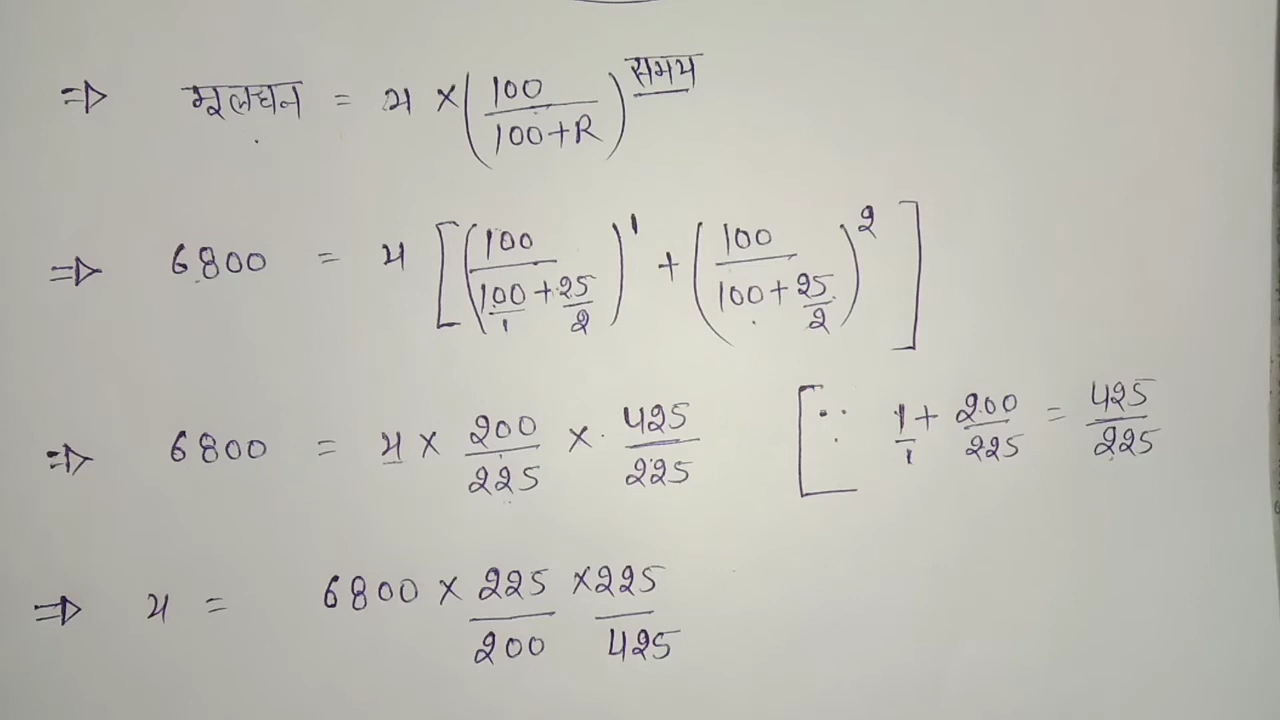 ⇒ मूलधन = य × (100/100+R)^समय
⇒ 6800 = य [(100/(100/1 + 25/2))^1 + (100/(100 + 25/2))^2]
⇒ 6800 = य × 200/225 × 425/225 [∵ 1/1 + 200/225 = 425/225
⇒ य = 6800 × 225/200 × 225/425